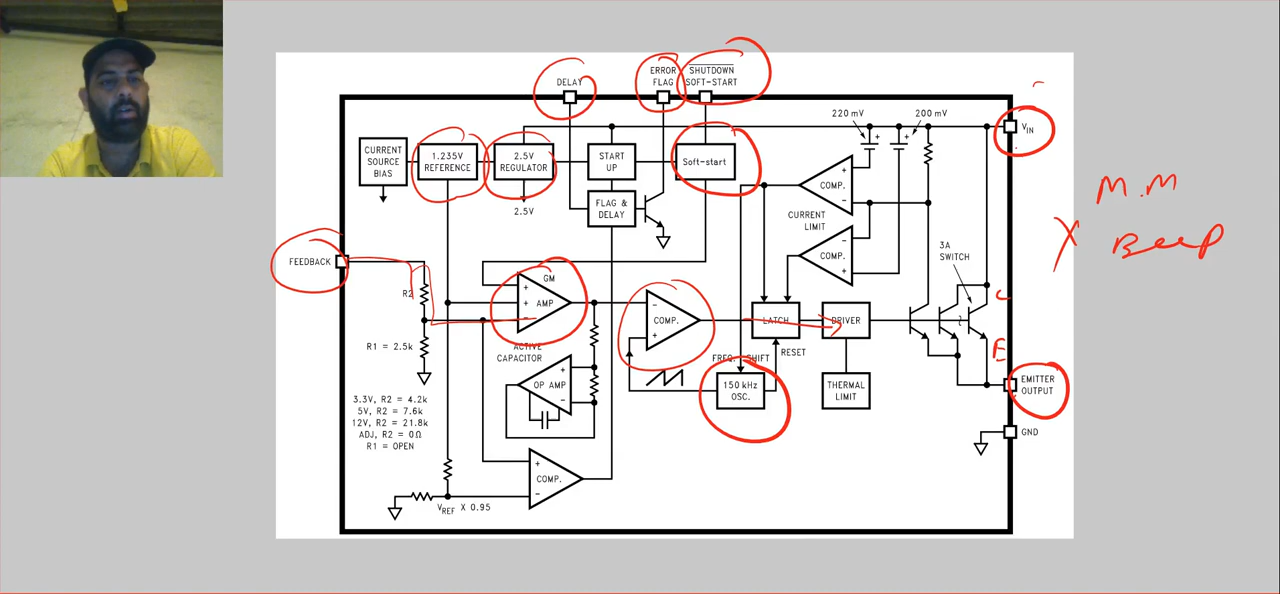 DELAY
ERROR
FLAG
SHUTDOWN
SOFT-START
220 mV
200 mV
VIN
CURRENT
SOURCE
BIAS
1.235V
REFERENCE
2.5V
REGULATOR
START
UP
Soft-start
COMP.
2.5V
FLAG &
DELAY
CURRENT
LIMIT
M.M
X Beep
FEEDBACK
COMP.
3A
SWITCH
R2
GM
AMP
COMP.
LATCH
DRIVER
C
R1 = 2.5k
ACTIVE
CAPACITOR
FREQ. SHIFT
RESET
E
OP AMP
150 kHz
OSC.
THERMAL
LIMIT
EMITTER
OUTPUT
3.3V, R2 = 4.2k
5V, R2 = 7.6k
12V, R2 = 21.8k
ADJ, R2 = 0Ω
R1 = OPEN
GND
COMP.
VREF X 0.95